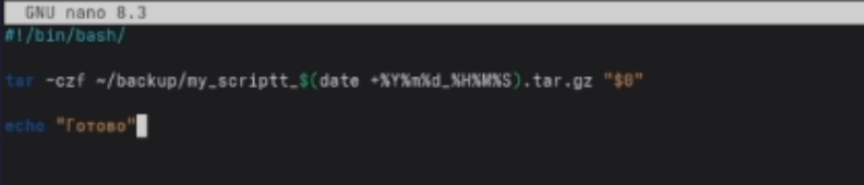 GNU nano 8.3
#!/bin/bash/
tar -czf ~/backup/my_scriptt_$(date +%Y%m%d_%H%M%S).tar.gz "$0"
echo "Готово"